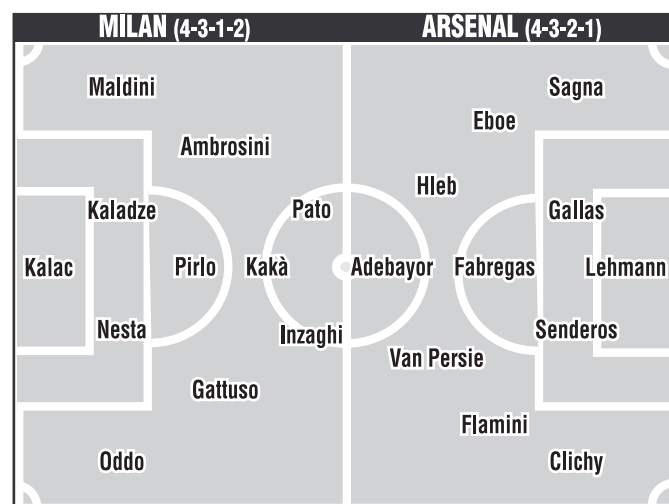 MILAN (4-3-1-2) ARSENAL (4-3-2-1)
Maldini Sagna
Eboe
Ambrosini
Hleb
Kaladze Pato Gallas
Kalac Pirlo Kakà Adebayor Fabregas Lehmann
Nesta Inzaghi Senderos
Van Persie
Gattuso
Flamini
Oddo Clichy